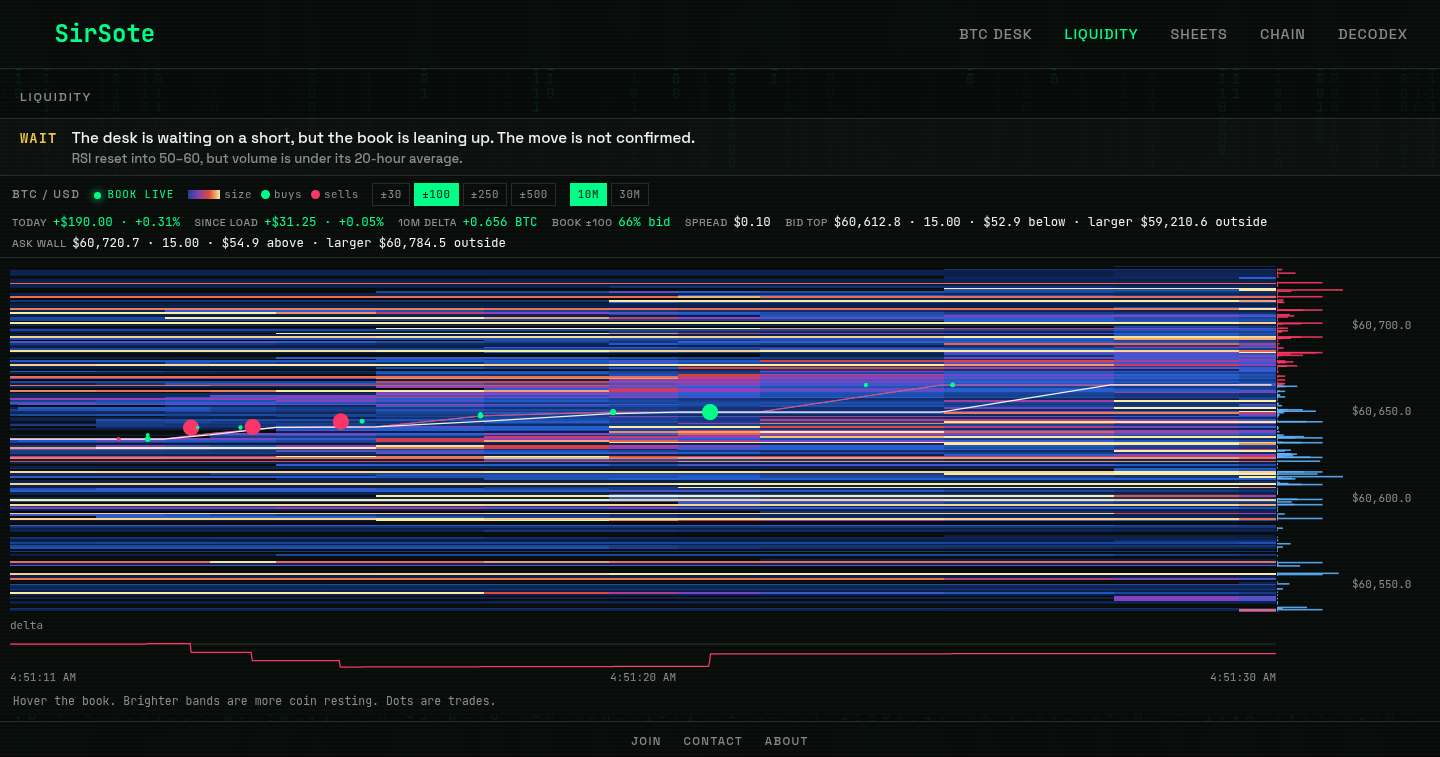 SirSote
BTC DESK LIQUIDITY SHEETS CHAIN DECODEX
LIQUIDITY
WAIT The desk is waiting on a short, but the book is leaning up. The move is not confirmed.
RSI reset into 50–60, but volume is under its 20-hour average.
BTC / USD BOOK LIVE size buys sells ±30 ±100 ±250 ±500 10M 30M
TODAY +$190.00 · +0.31% SINCE LOAD +$31.25 · +0.05% 10M DELTA +0.656 BTC BOOK ±100 66% bid SPREAD $0.10 BID TOP $60,612.8 · 15.00 · $52.9 below · larger $59,210.6 outside
ASK WALL $60,720.7 · 15.00 · $54.9 above · larger $60,784.5 outside
$60,700.0
$60,650.0
$60,600.0
$60,550.0
delta
4:51:11 AM 4:51:20 AM 4:51:30 AM
Hover the book. Brighter bands are more coin resting. Dots are trades.
JOIN CONTACT ABOUT